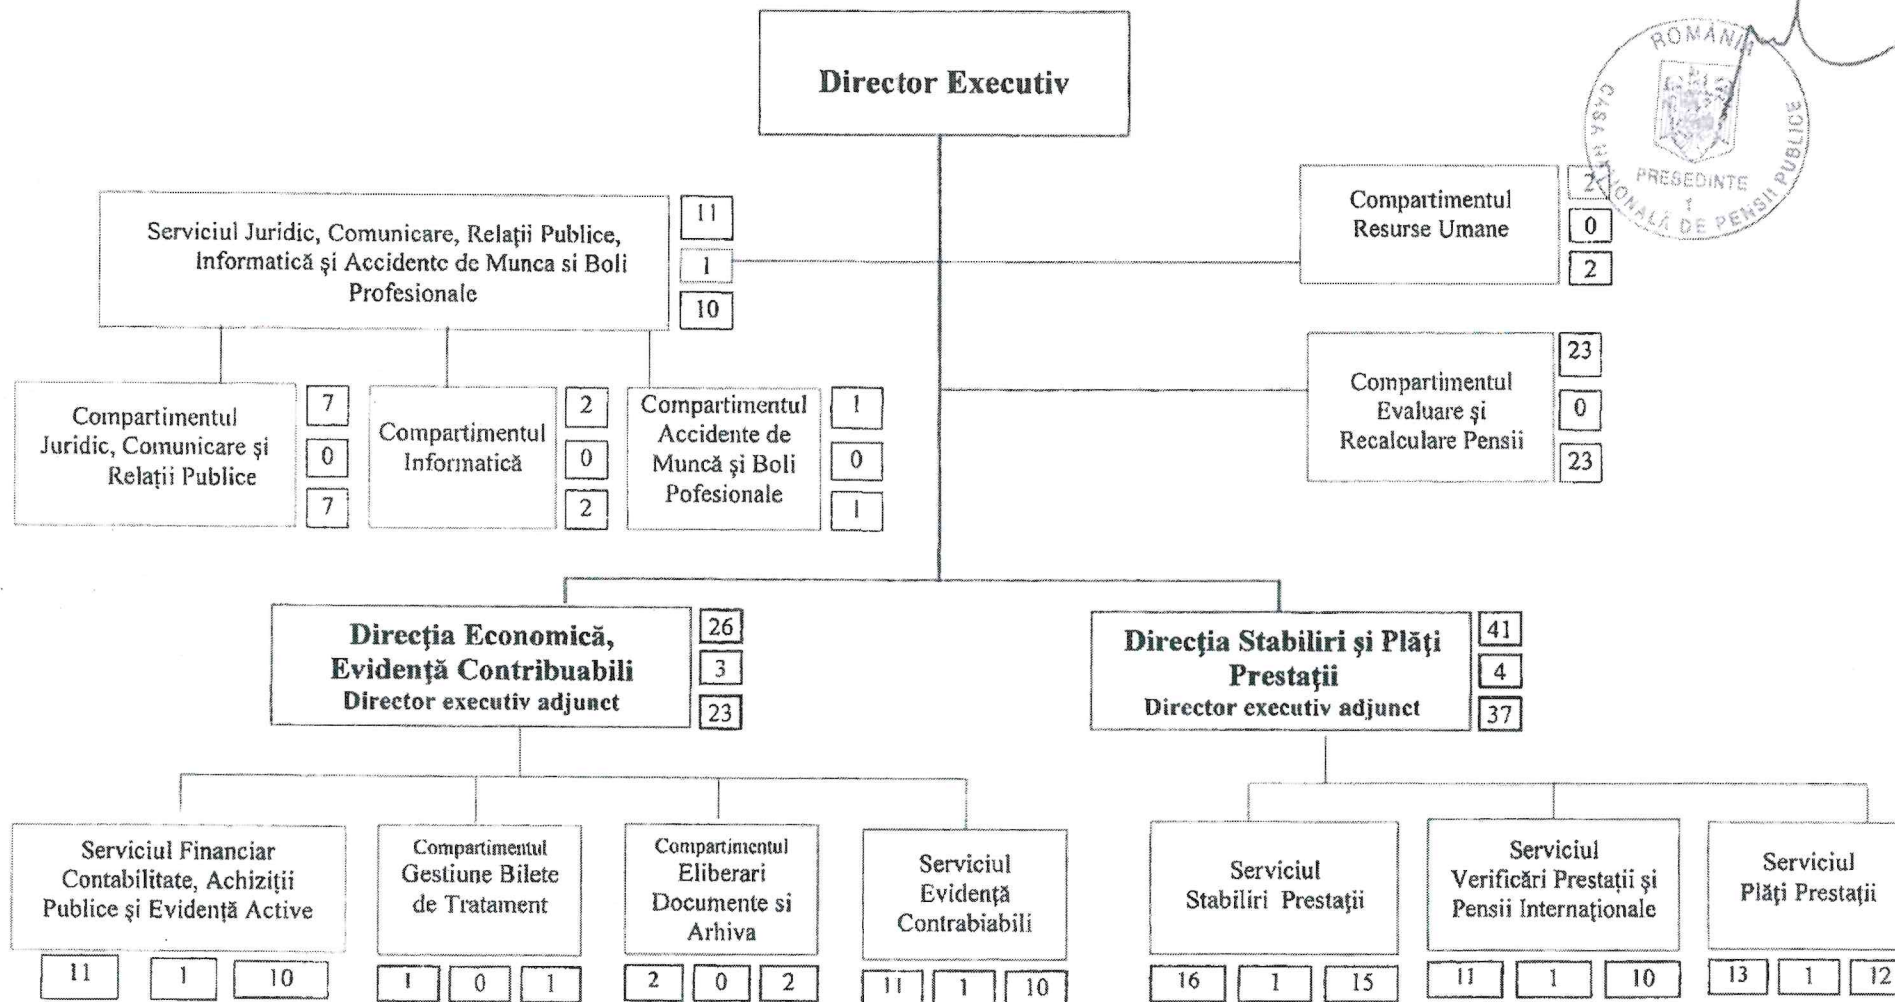 Director Executiv
ROMÂNIA
CASA NAȚIONALĂ DE PENSII PUBLICE
PREȘEDINTE
1
Serviciul Juridic, Comunicare, Relații Publice,
Informatică și Accidente de Munca si Boli
Profesionale
11
1
10
Compartimentul
Resurse Umane
2
0
2
Compartimentul
Evaluare și
Recalculare Pensii
23
0
23
Compartimentul
Juridic, Comunicare și
Relații Publice
7
0
7
Compartimentul
Informatică
2
0
2
Compartimentul
Accidente de
Muncă și Boli
Pofesionale
1
0
1
Direcția Economică,
Evidență Contribuabili
Director executiv adjunct
26
3
23
Direcția Stabiliri și Plăți
Prestații
Director executiv adjunct
41
4
37
Serviciul Financiar
Contabilitate, Achiziții
Publice și Evidență Active
11 1 10
Compartimentul
Gestiune Bilete
de Tratament
1 0 1
Compartimentul
Eliberari
Documente si
Arhiva
2 0 2
Serviciul
Evidență
Contrabiabili
11 1 10
Serviciul
Stabiliri Prestații
16 1 15
Serviciul
Verificări Prestații și
Pensii Internaționale
11 1 10
Serviciul
Plăți Prestații
13 1 12